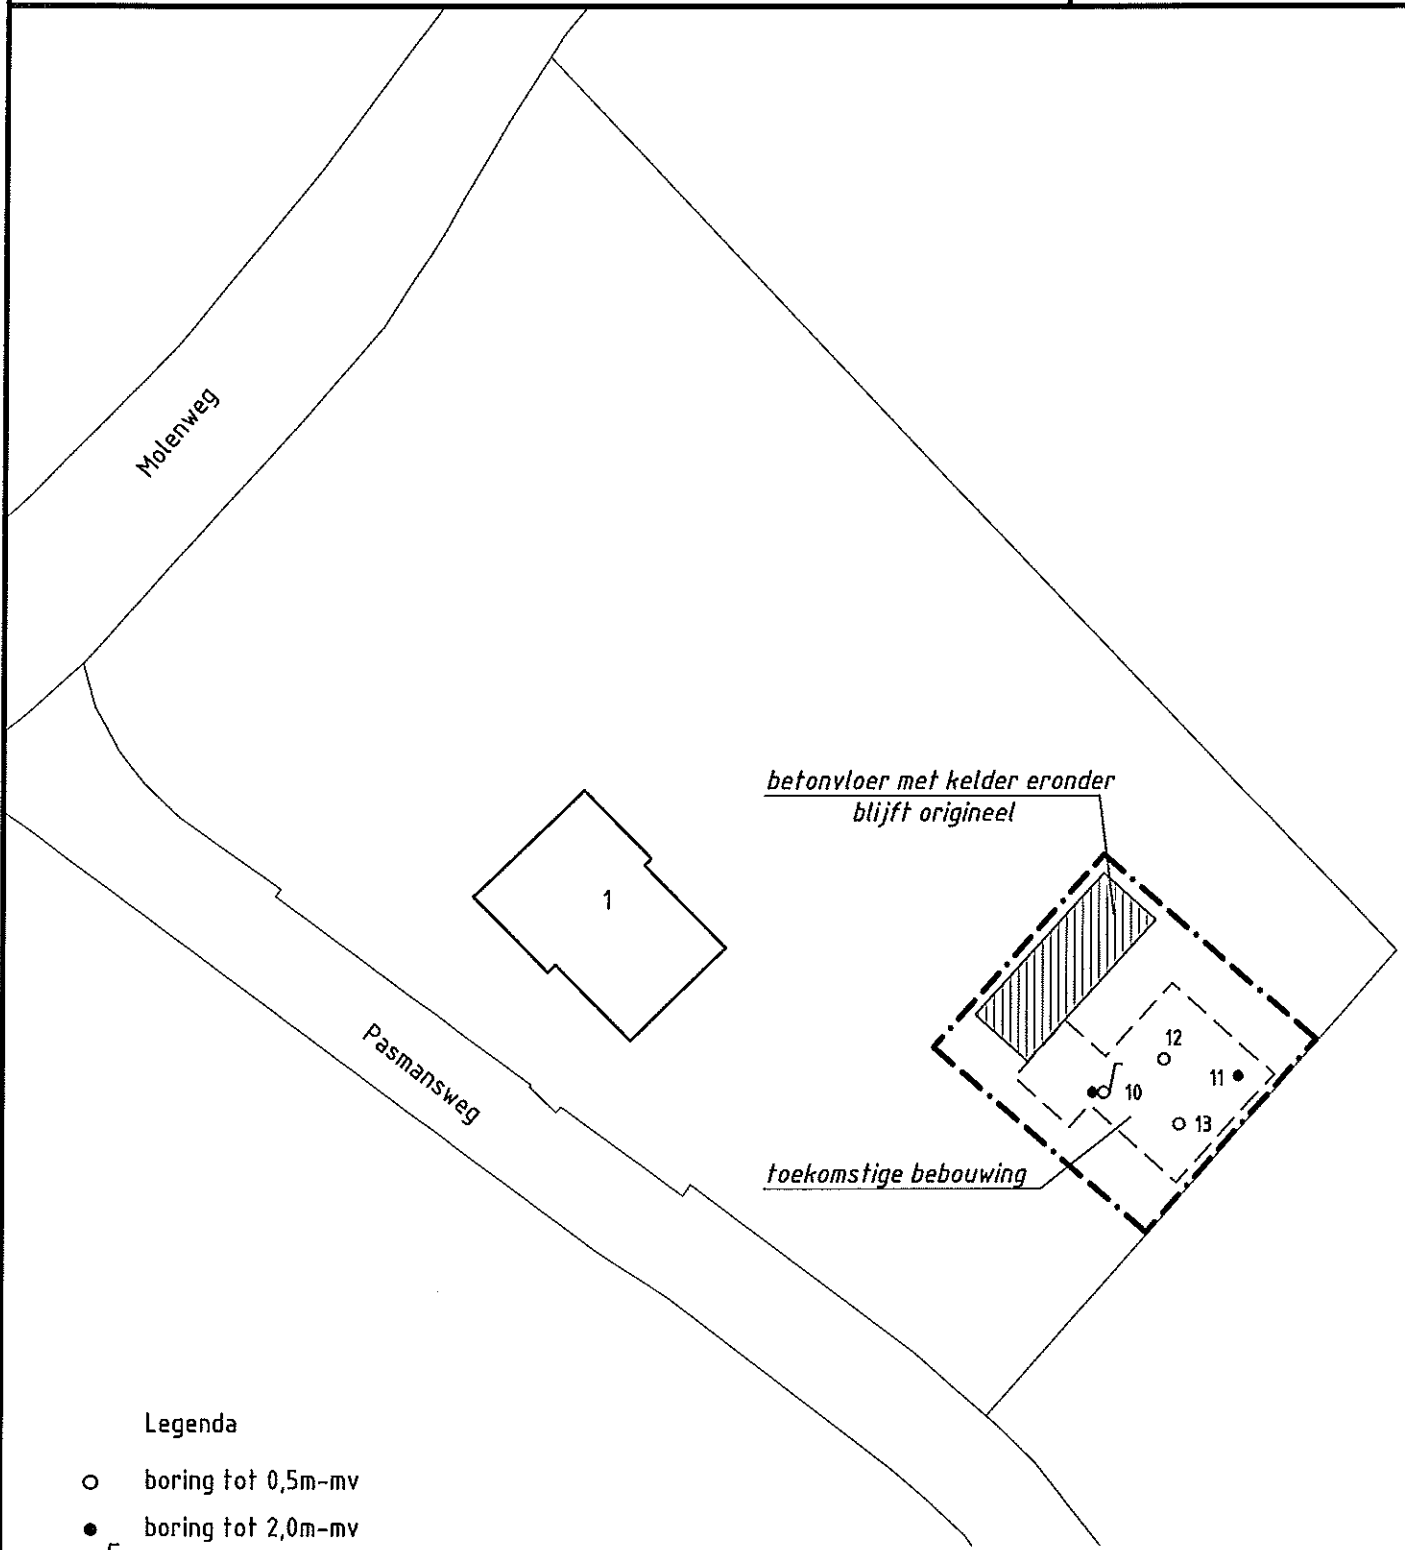 Molenweg
betonvloer met kelder eronder
blijft origineel
1
Pasmansweg
12
11
10
13
toekomstige bebouwing
Legenda
boring tot 0,5m-mv
boring tot 2,0m-mv